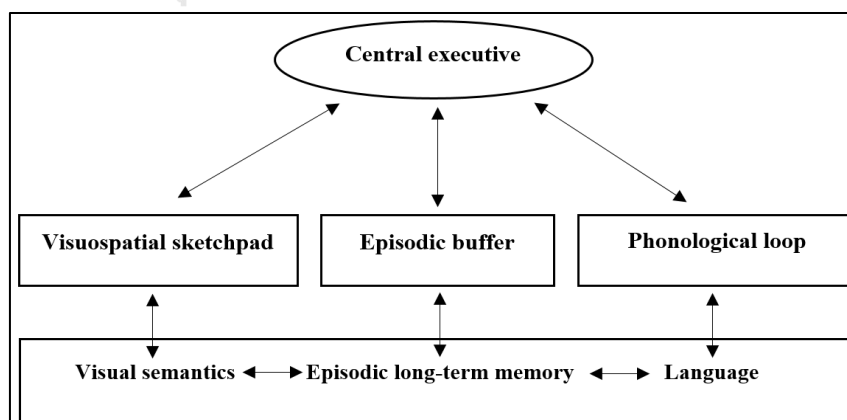 Central executive
Visuospatial sketchpad
Episodic buffer
Phonological loop
Visual semantics
Episodic long-term memory
Language